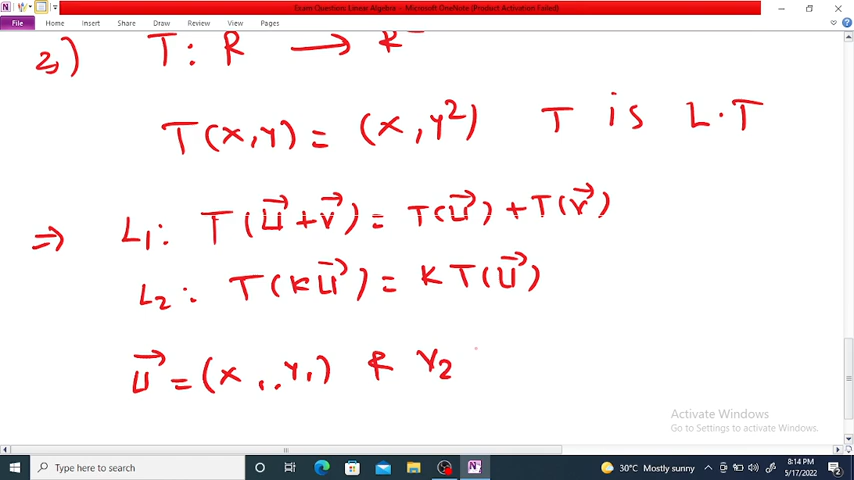 Exam Question: Linear Algebra - Microsoft OneNote (Product Activation Failed)
File Home Insert Share Draw Review Pages View
2,) T: R → R
T(x,y) = (x, y²) T is L.T
⇒ L₁: T(u⃗ + v⃗) = T(u⃗) + T(v⃗)
L₂: T(ku⃗) = kT(u⃗)
u⃗ = (x₁, y₁) & v₂
Activate Windows
Go to Settings to activate Windows.
Type here to search
30°C Mostly sunny
8:14 PM
5/17/2022
2